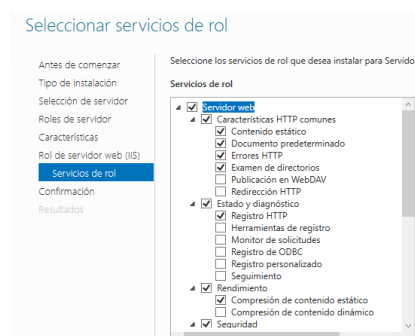 Seleccionar servicios de rol
Antes de comenzar
Tipo de instalación
Selección de servidor
Roles de servidor
Características
Rol de servidor web (IIS)
Servicios de rol
Confirmación
Resultados
Seleccione los servicios de rol que desea instalar para Servido
Servicios de rol
Servidor web
Características HTTP comunes
Contenido estático
Documento predeterminado
Errores HTTP
Examen de directorios
Publicación en WebDAV
Redirección HTTP
Estado y diagnóstico
Registro HTTP
Herramientas de registro
Monitor de solicitudes
Registro de ODBC
Registro personalizado
Seguimiento
Rendimiento
Compresión de contenido estático
Compresión de contenido dinámico
Seguridad